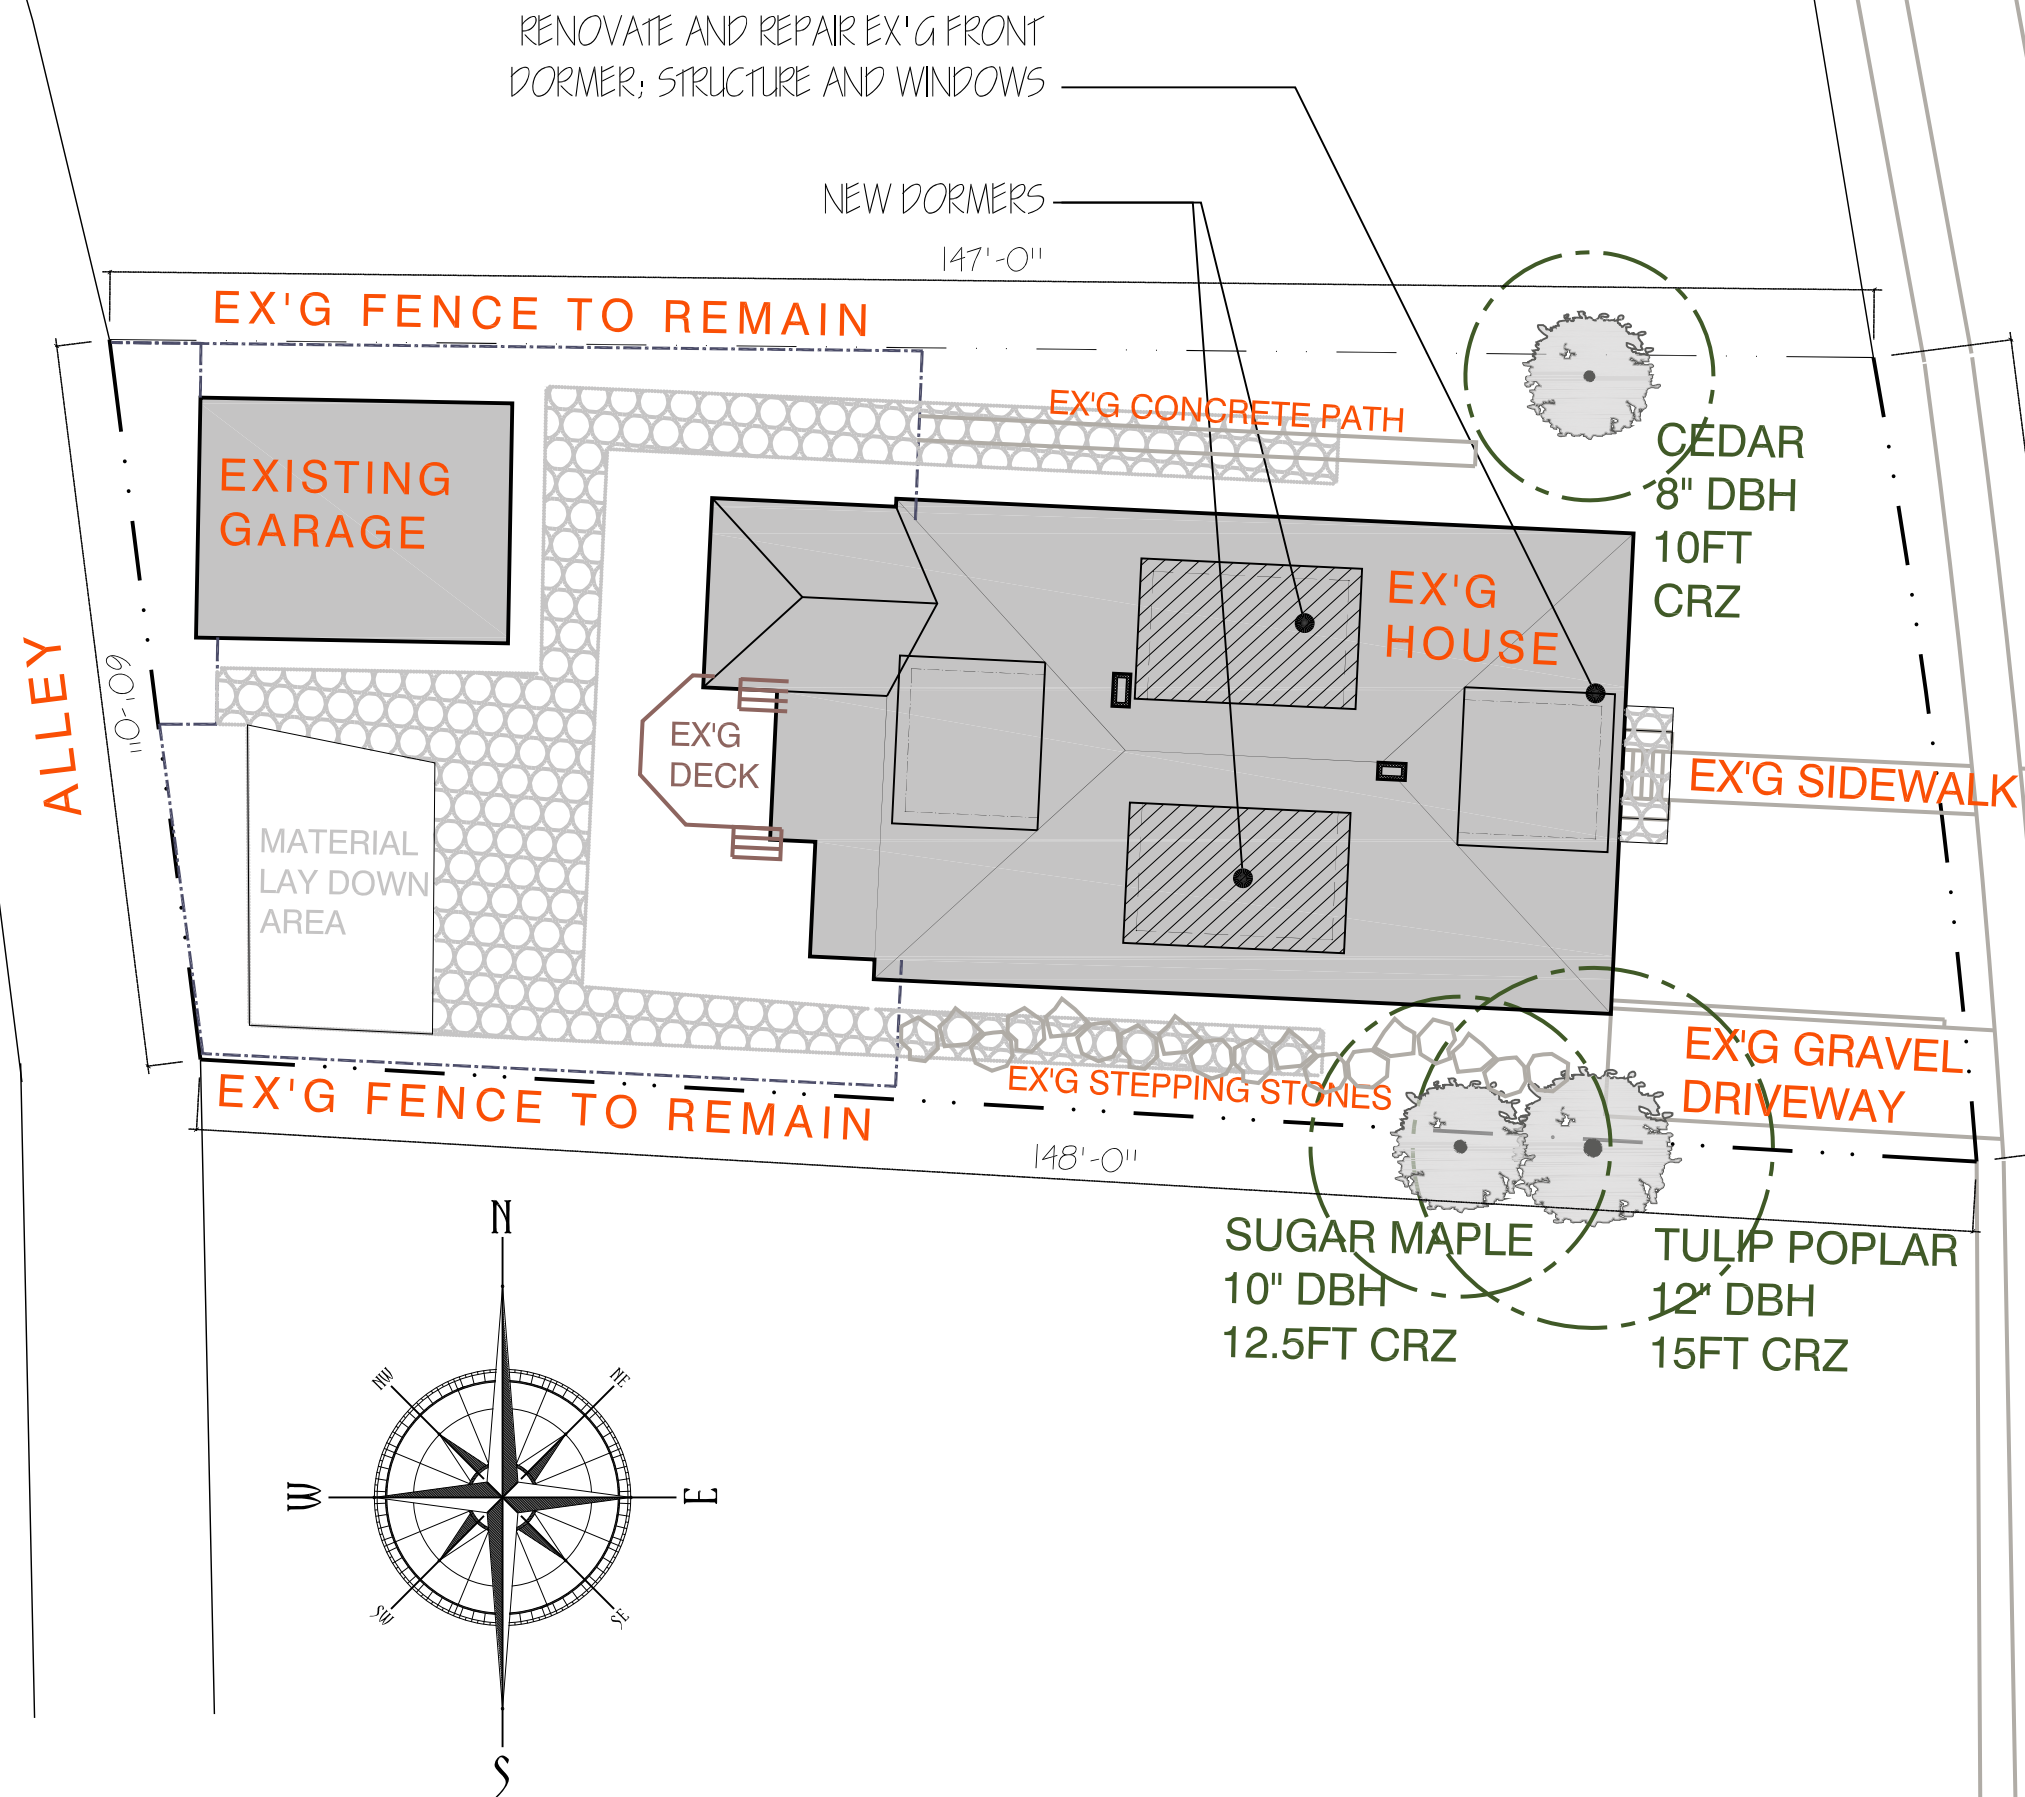 RENOVATE AND REPAIR EX'G FRONT
DORMER; STRUCTURE AND WINDOWS
NEW DORMERS
147'-0"
EX'G FENCE TO REMAIN
EX'G CONCRETE PATH
CEDAR
8" DBH
10FT
CRZ
EXISTING
GARAGE
EX'G
HOUSE
ALLEY
60'-0"
EX'G
DECK
EX'G SIDEWALK
MATERIAL
LAY DOWN
AREA
EX'G GRAVEL
DRIVEWAY
EX'G STEPPING STONES
EX'G FENCE TO REMAIN
148'-0"
SUGAR MAPLE
10" DBH
12.5FT CRZ
TULIP POPLAR
12" DBH
15FT CRZ
N
NW
NE
W
E
SW
SE
S